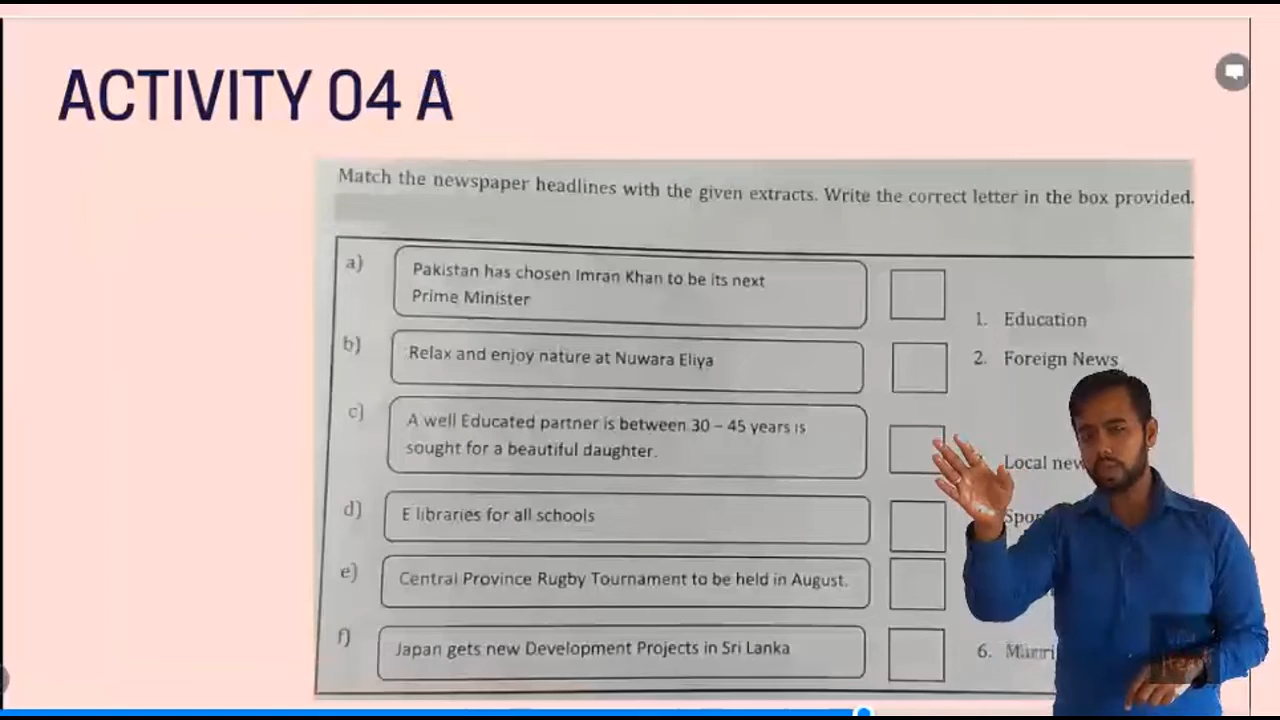 ACTIVITY 04 A
Match the newspaper headlines with the given extracts. Write the correct letter in the box provided.
a) Pakistan has chosen Imran Khan to be its next
Prime Minister
1. Education
b) Relax and enjoy nature at Nuwara Eliya
2. Foreign News
c) A well Educated partner is between 30 – 45 years is
sought for a beautiful daughter.
Local
d) E libraries for all schools
e) Central Province Rugby Tournament to be held in August.
f) Japan gets new Development Projects in Sri Lanka
6.